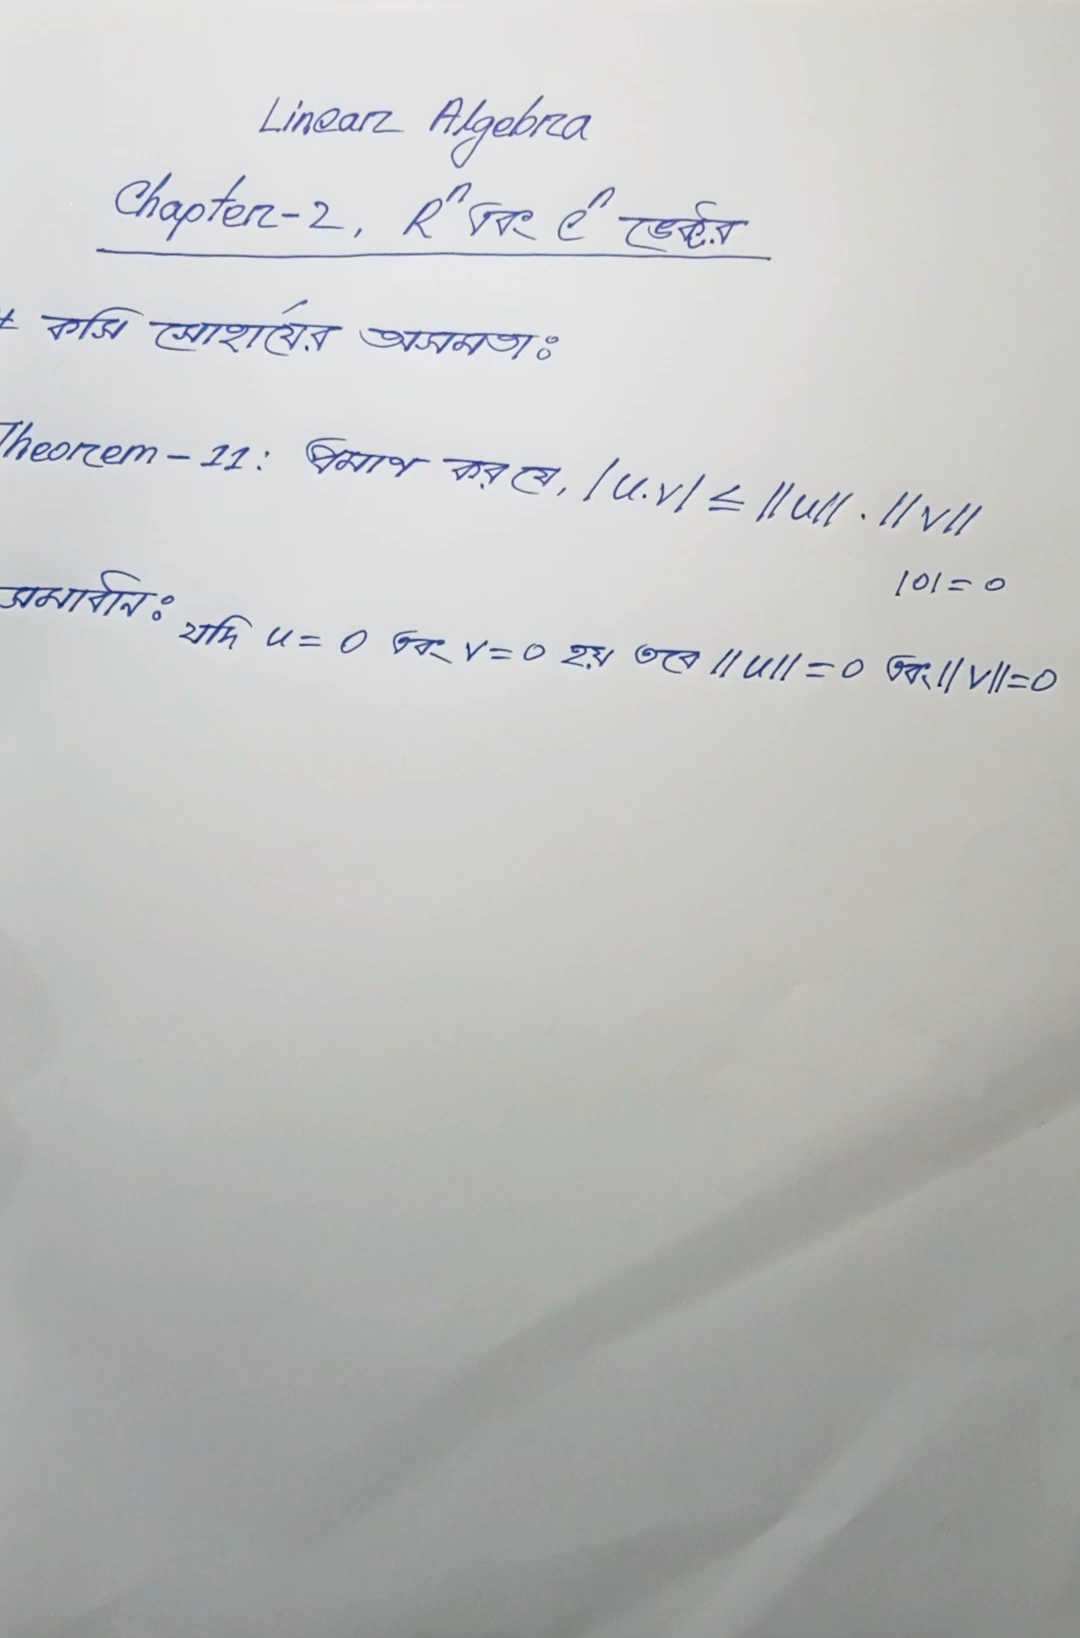 Linear Algebra
Chapter-2, Rⁿ এবং Cⁿ ভেক্টর
# কসি সোহার্যের অসমতা:
Theorem-11: প্রমাণ কর যে, |u.v| ≤ ||u|| . ||v||
|0| = 0
সমাধান: যদি u = 0 এবং v = 0 হয় তবে ||u|| = 0 এবং ||v|| = 0